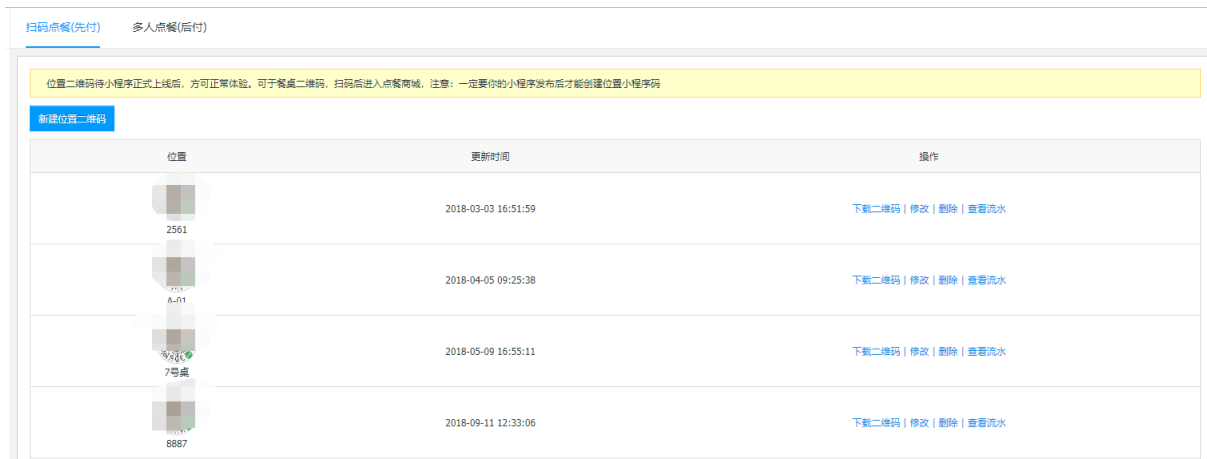 扫码点餐(先付) 多人点餐(后付)
位置二维码待小程序正式上线后，方可正常体验。可于餐桌二维码，扫码后进入点餐商城，注意：一定要你的小程序发布后才能创建位置小程序码
新建位置二维码
位置 更新时间 操作
2018-03-03 16:51:59 下载二维码 | 修改 | 删除 | 查看流水
2561
2018-04-05 09:25:38 下载二维码 | 修改 | 删除 | 查看流水
A-01
2018-05-09 16:55:11 下载二维码 | 修改 | 删除 | 查看流水
7号桌
2018-09-11 12:33:06 下载二维码 | 修改 | 删除 | 查看流水
8887